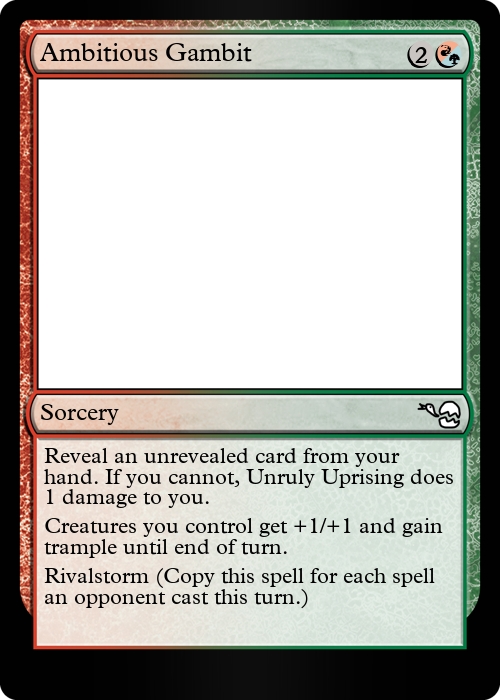 Ambitious Gambit 2
Sorcery
Reveal an unrevealed card from your
hand. If you cannot, Unruly Uprising does
1 damage to you.
Creatures you control get +1/+1 and gain
trample until end of turn.
Rivalstorm (Copy this spell for each spell
an opponent cast this turn.)